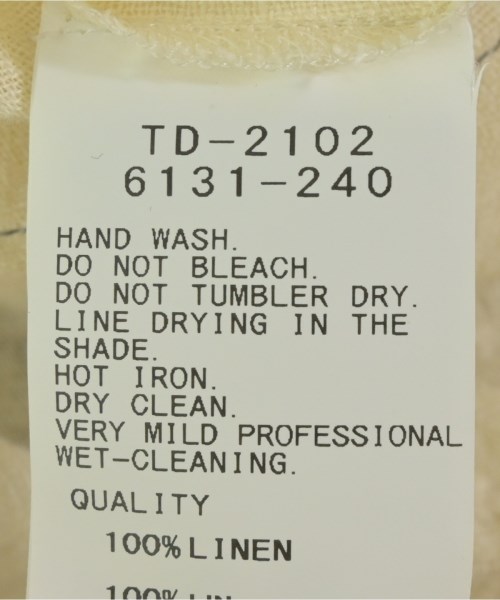 TD-2102
6131-240
HAND WASH.
DO NOT BLEACH.
DO NOT TUMBLER DRY.
LINE DRYING IN THE
SHADE.
HOT IRON.
DRY CLEAN.
VERY MILD PROFESSIONAL
WET-CLEANING.
QUALITY
100% LINEN
100%